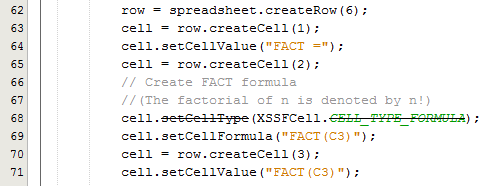 62 row = spreadsheet.createRow(6);
63 cell = row.createCell(1);
64 cell.setCellValue("FACT =");
65 cell = row.createCell(2);
66 // Create FACT formula
67 //(The factorial of n is denoted by n!)
68 cell.setCellType(XSSFCell.CELL_TYPE_FORMULA);
69 cell.setCellFormula("FACT(C3)");
70 cell = row.createCell(3);
71 cell.setCellValue("FACT(C3)");